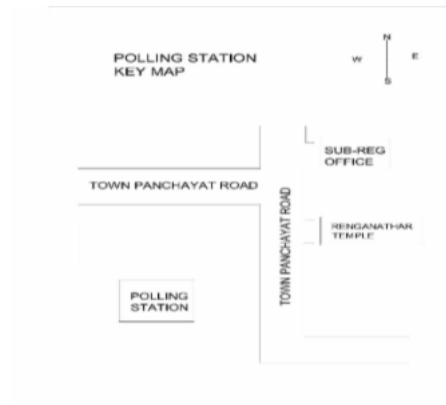 POLLING STATION
KEY MAP
N
W
E
S
SUB-REG
OFFICE
TOWN PANCHAYAT ROAD
TOWN PANCHAYAT ROAD
RENGANATHAR
TEMPLE
POLLING
STATION